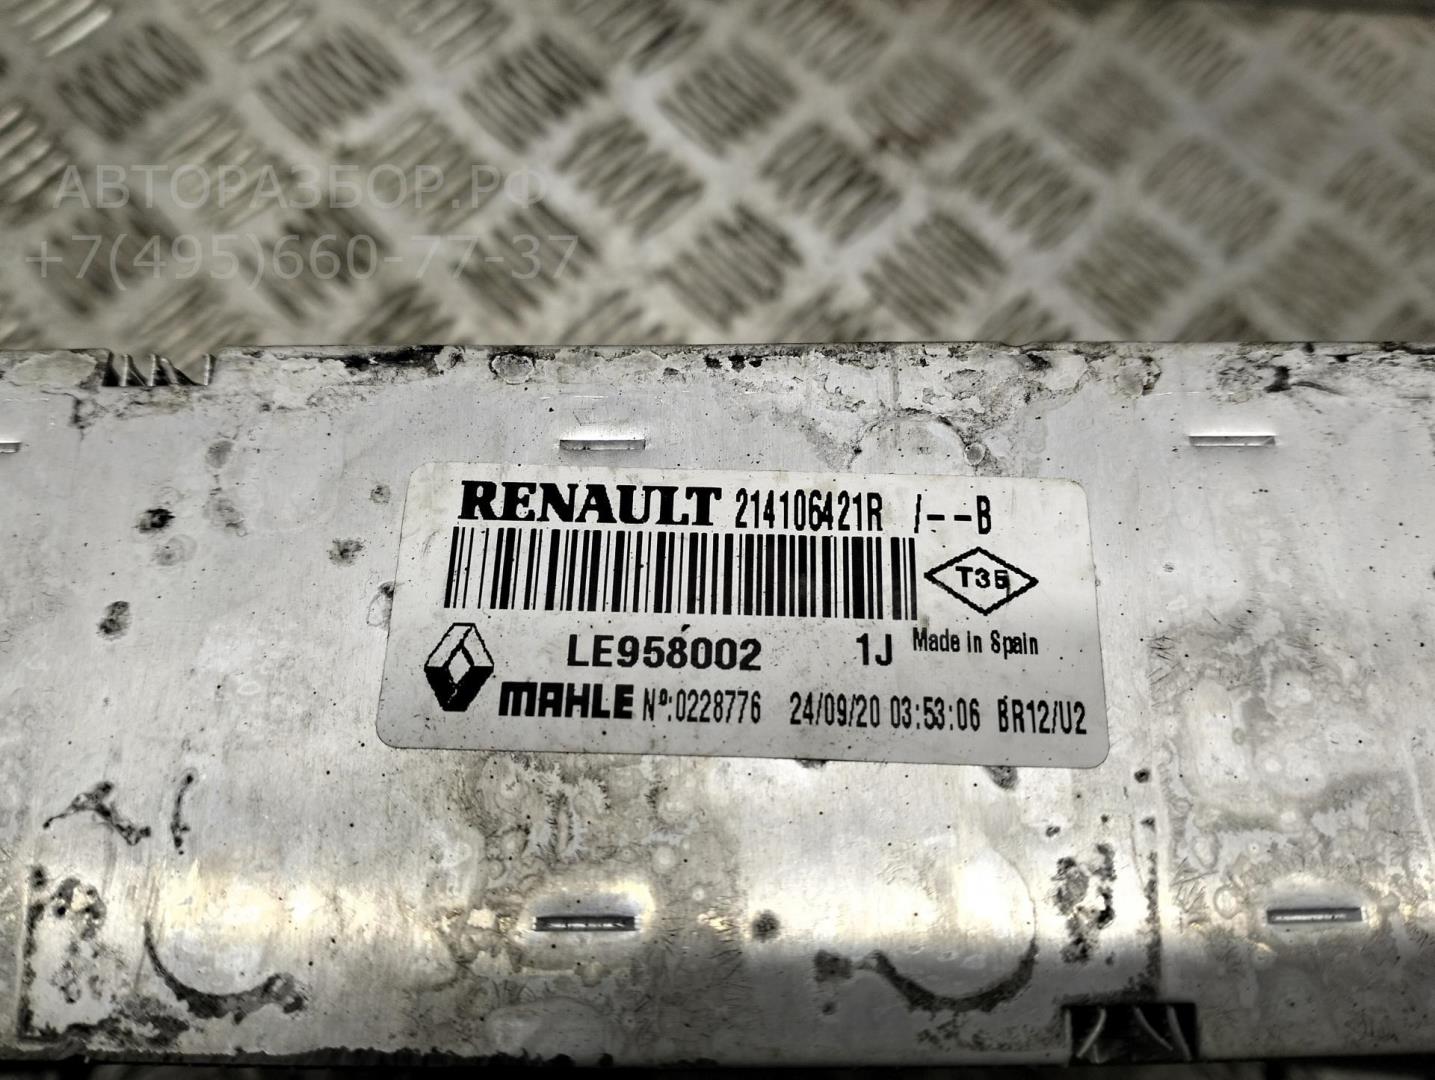 АВТОРАЗБОР.РФ
+7(495)660-77-37
RENAULT 214106421R /--B
T35
LE958002 1J Made in Spain
MAHLE Nº:0228776 24/09/20 03:53:06 BR12/U2